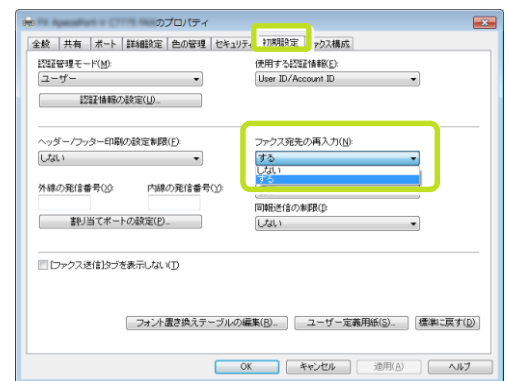 のプロパティ
全般 共有 ポート 詳細設定 色の管理 セキュリティ 初期設定 ァクス構成
認証管理モード(M):
ユーザー
認証情報の設定(U)...
使用する認証情報(E):
User ID/Account ID
ヘッダー/フッター印刷の設定制限(F):
しない
ファクス宛先の再入力(N):
する
しない
する
外線の発信番号(X):
内線の発信番号(Y):
割り当てポートの設定(P)...
同報送信の制限(I):
しない
[ファクス送信]タブを表示しない(T)
フォント置き換えテーブルの編集(B)...
ユーザー定義用紙(S)...
標準に戻す(D)
OK
キャンセル
適用(A)
ヘルプ